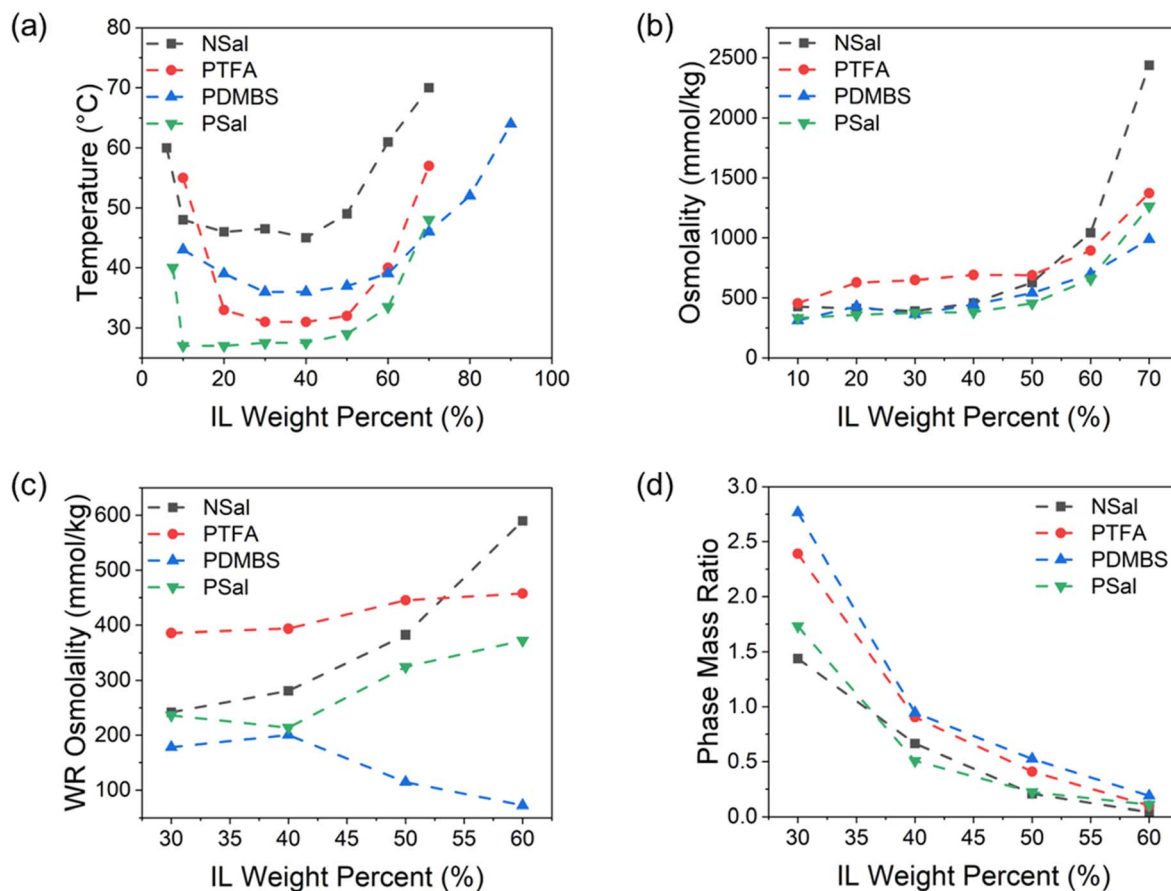 (a)
80
70
60
50
40
30
Temperature (°C)
NSal
PTFA
PDMBS
PSal
0 20 40 60 80 100
IL Weight Percent (%)
(b)
2500
2000
1500
1000
500
0
Osmolality (mmol/kg)
NSal
PTFA
PDMBS
PSal
10 20 30 40 50 60 70
IL Weight Percent (%)
(c)
600
500
400
300
200
100
WR Osmolality (mmol/kg)
NSal
PTFA
PDMBS
PSal
30 35 40 45 50 55 60
IL Weight Percent (%)
(d)
3.0
2.5
2.0
1.5
1.0
0.5
0.0
Phase Mass Ratio
NSal
PTFA
PDMBS
PSal
30 35 40 45 50 55 60
IL Weight Percent (%)